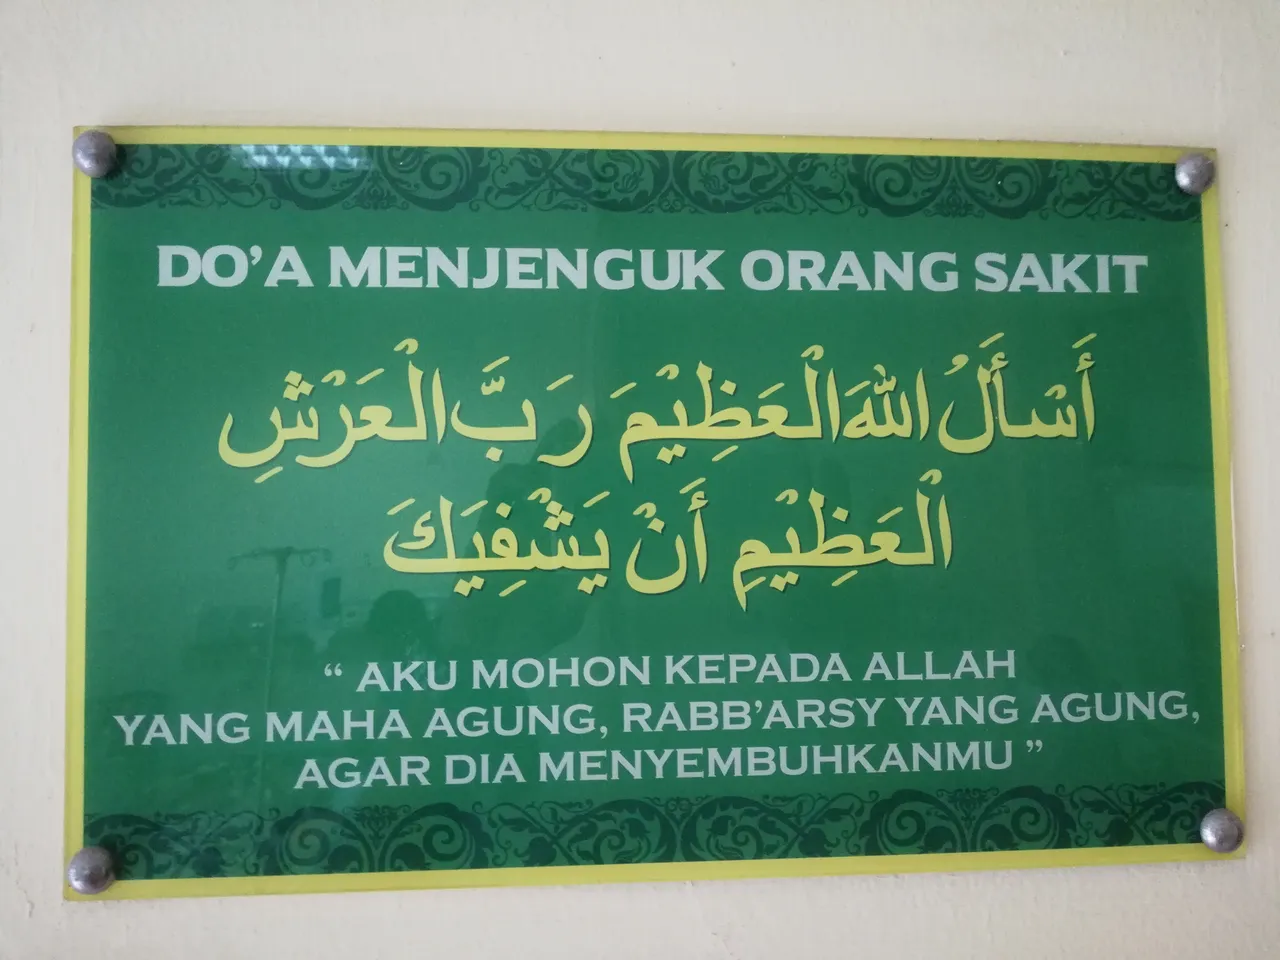 DO'A MENJENGUK ORANG SAKIT
أَسْأَلُ اللهَ الْعَظِيْمَ رَبَّ الْعَرْشِ
الْعَظِيْمِ أَنْ يَشْفِيَكَ
“ AKU MOHON KEPADA ALLAH
YANG MAHA AGUNG, RABB'ARSY YANG AGUNG,
AGAR DIA MENYEMBUHKANMU ”